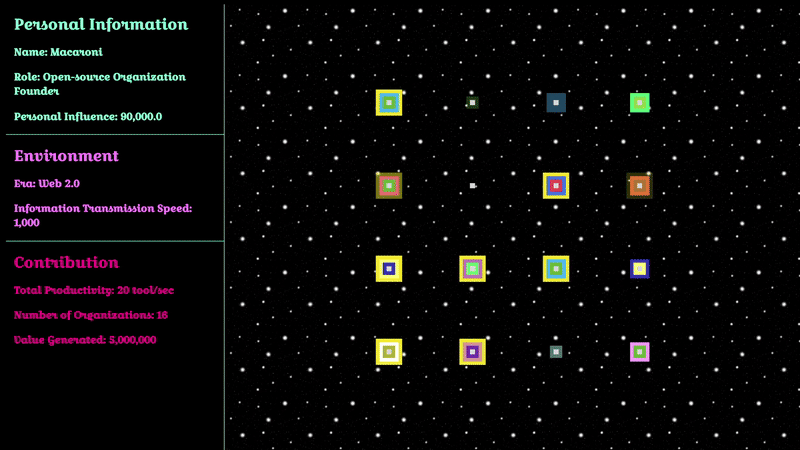 Personal Information
Name: Macaroni
Role: Open-source Organization
Founder
Personal Influence: 90,000.0
Environment
Era: Web 2.0
Information Transmission Speed:
1,000
Contribution
Total Productivity: 20 tool/sec
Number of Organizations: 16
Value Generated: 5,000,000